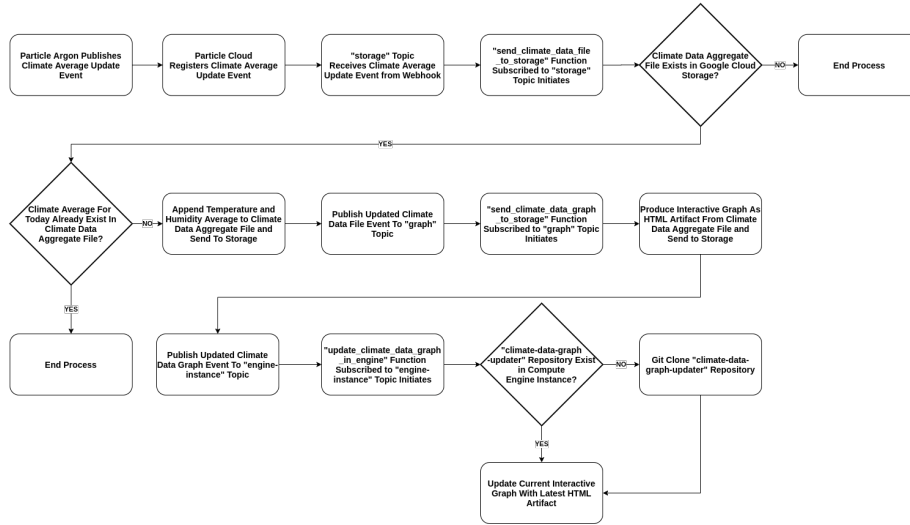 Particle Argon Publishes
Climate Average Update
Event
Particle Cloud
Registers Climate Average
Update Event
"storage" Topic
Receives Climate Average
Update Event from Webhook
"send_climate_data_file
_to_storage" Function
Subscribed to "storage"
Topic Initiates
Climate Data Aggregate
File Exists in Google Cloud
Storage?
NO
End Process
YES
Climate Average For
Today Already Exist In
Climate Data
Aggregate File?
NO
Append Temperature and
Humidity Average to Climate
Data Aggregate File and
Send To Storage
Publish Updated Climate
Data File Event To "graph"
Topic
"send_climate_data_graph
_to_storage" Function
Subscribed to "graph" Topic
Initiates
Produce Interactive Graph As
HTML Artifact From Climate
Data Aggregate File and
Send to Storage
YES
End Process
Publish Updated Climate
Data Graph Event To "engine-
instance" Topic
"update_climate_data_graph
_in_engine" Function
Subscribed to "engine-
instance" Topic Initiates
"climate-data-graph
-updater" Repository Exist
in Compute
Engine Instance?
NO
Git Clone "climate-data-
graph-updater" Repository
YES
Update Current Interactive
Graph With Latest HTML
Artifact